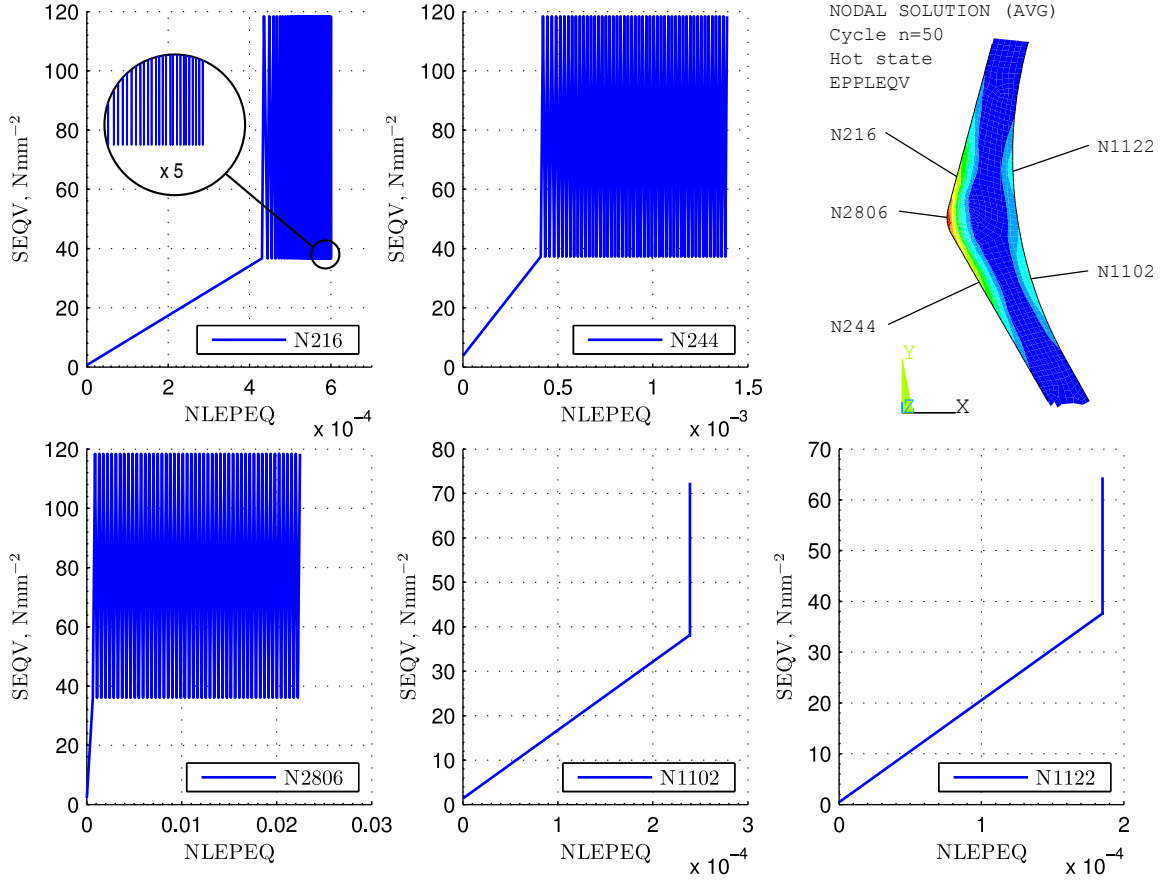 120
100
80
60
40
20
0
SEQV, Nmm−2
x 5
N216
0
2
4
6
8
NLEPEQ
x 10−4
120
100
80
60
40
20
0
SEQV, Nmm−2
N244
0
0.5
1
1.5
NLEPEQ
x 10−3
NODAL SOLUTION (AVG)
Cycle n=50
Hot state
EPPLEQV
N216
N1122
N2806
N1102
N244
Y
Z
X
120
100
80
60
40
20
0
SEQV, Nmm−2
N2806
0
0.01
0.02
0.03
NLEPEQ
80
70
60
50
40
30
20
10
0
SEQV, Nmm−2
N1102
0
1
2
3
NLEPEQ
x 10−4
70
60
50
40
30
20
10
0
SEQV, Nmm−2
N1122
0
1
2
NLEPEQ
x 10−4